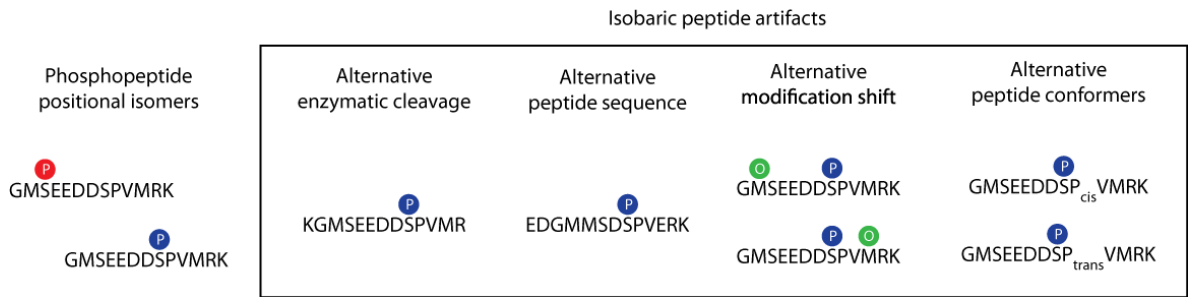 Isobaric peptide artifacts
Phosphopeptide
positional isomers
Alternative
enzymatic cleavage
Alternative
peptide sequence
Alternative
modification shift
Alternative
peptide conformers
P
GMSEEDDSPVMRK
P
GMSEEDDSPVMRK
P
KGMSEEDDSPVMR
P
EDGMMSDSPVERK
O P
GMSEEDDSPVMRK
P O
GMSEEDDSPVMRK
P
GMSEEDDSPcisVMRK
P
GMSEEDDSPtransVMRK